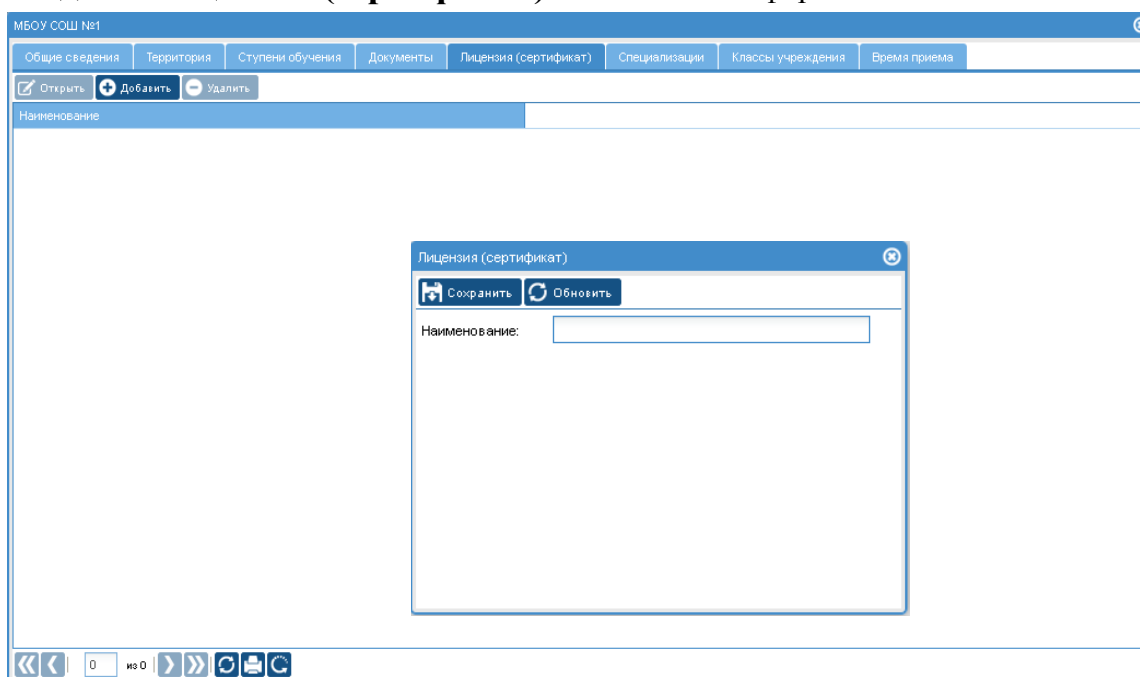 МБОУ СОШ №1
Общие сведения Территория Ступени обучения Документы Лицензия (сертификат) Специализации Классы учреждения Время приема
Открыть Добавить Удалить
Наименование
Лицензия (сертификат)
Сохранить Обновить
Наименование:
0 из 0